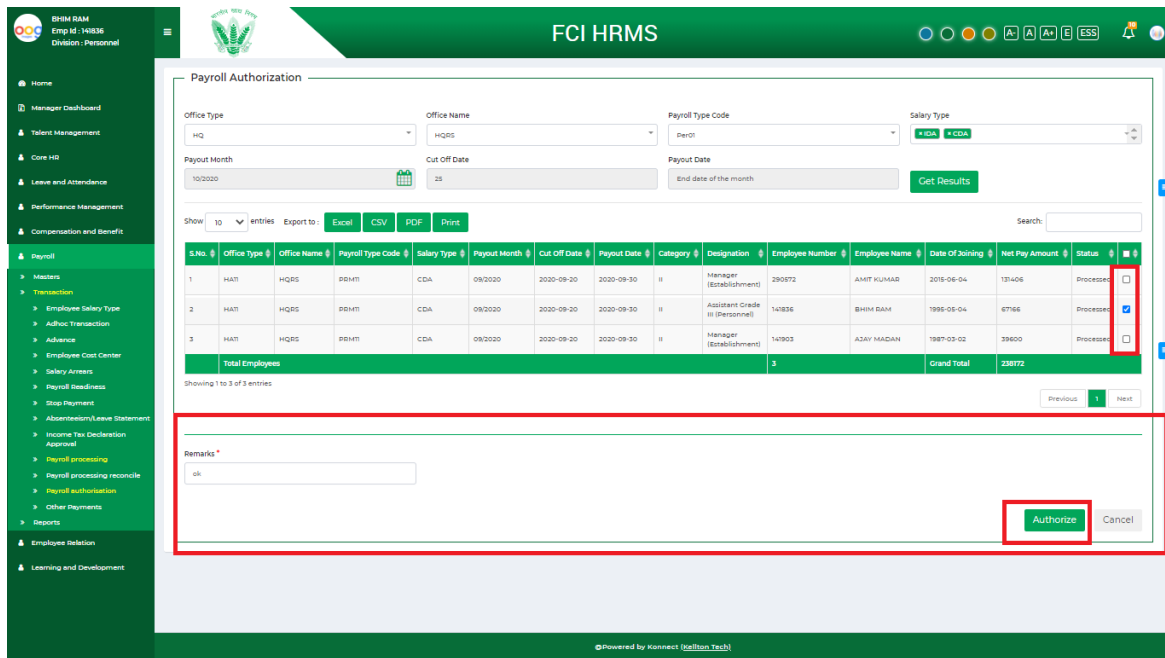 BHIM RAM
Emp Id : 141836
Division : Personnel
FCI HRMS
A- A A+ E ESS
10
Home
Manager Dashboard
Talent Management
Core HR
Leave and Attendance
Performance Management
Compensation and Benefit
Payroll
Masters
Transaction
Employee Salary Type
Adhoc Transaction
Advance
Employee Cost Center
Salary Arrears
Payroll Readiness
Stop Payment
Absenteeism/Leave Statement
Income Tax Declaration
Approval
Payroll processing
Payroll processing reconcile
Payroll authorisation
Other Payments
Reports
Employee Relation
Learning and Development
Payroll Authorization
Office Type Office Name Payroll Type Code Salary Type
HQ HQRS Per01 ×IDA ×CDA
Payout Month Cut Off Date Payout Date
10/2020 25 End date of the month Get Results
Show 10 entries Export to : Excel CSV PDF Print Search:
S.No. Office Type Office Name Payroll Type Code Salary Type Payout Month Cut Off Date Payout Date Category Designation Employee Number Employee Name Date Of Joining Net Pay Amount Status
1 HAT1 HQRS PRMT1 CDA 09/2020 2020-09-20 2020-09-30 II Manager (Establishment) 290572 AMIT KUMAR 2015-06-04 131406 Processed
2 HAT1 HQRS PRMT1 CDA 09/2020 2020-09-20 2020-09-30 II Assistant Grade III (Personnel) 141836 BHIM RAM 1995-05-04 67166 Processed
3 HAT1 HQRS PRMT1 CDA 09/2020 2020-09-20 2020-09-30 II Manager (Establishment) 141903 AJAY MADAN 1987-03-02 39600 Processed
Total Employees 3 Grand Total 238172
Showing 1 to 3 of 3 entries
Previous 1 Next
Remarks *
ok
Authorize Cancel
@Powered by Konnect (Kellton Tech)